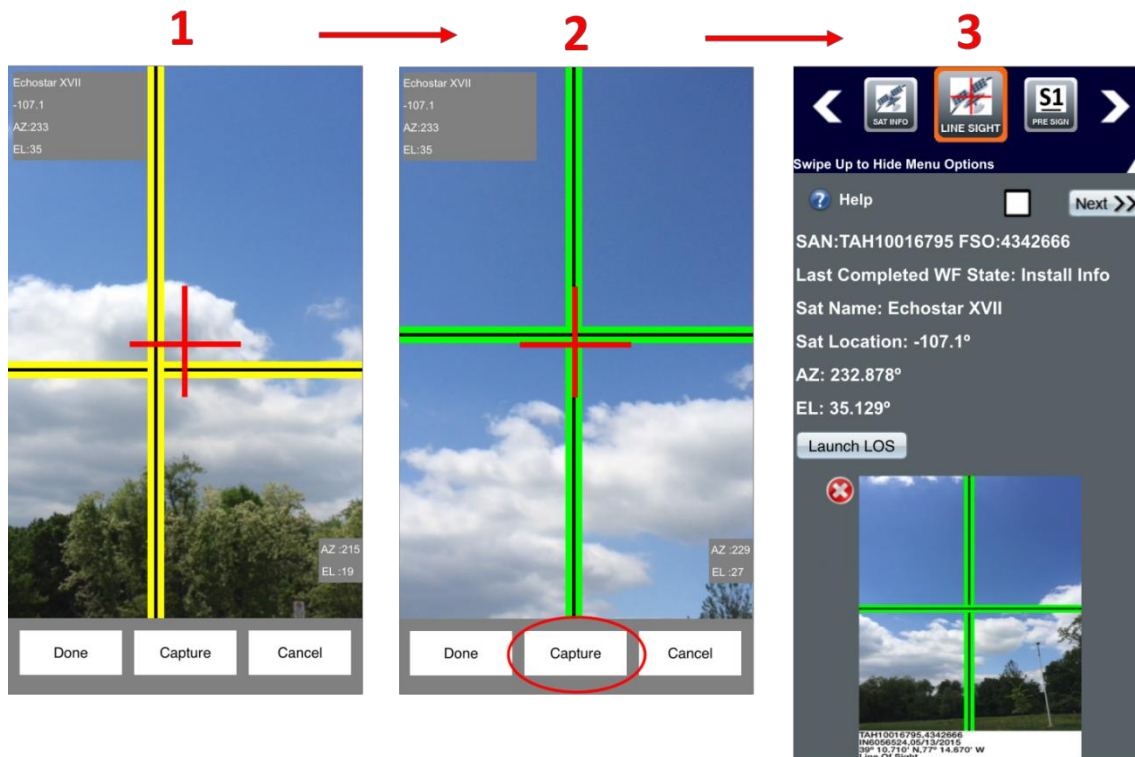 1
2
3
Echostar XVII
-107.1
AZ:233
EL:35
AZ :215
EL :19
Done
Capture
Cancel
Echostar XVII
-107.1
AZ:233
EL:35
AZ :229
EL :27
Done
Capture
Cancel
SAT INFO
LINE SIGHT
S1
PRE SIGN
Swipe Up to Hide Menu Options
? Help
Next >>
SAN:TAH10016795 FSO:4342666
Last Completed WF State: Install Info
Sat Name: Echostar XVII
Sat Location: -107.1º
AZ: 232.878º
EL: 35.129º
Launch LOS
TAH10016795,4342666
IN6056524,05/13/2015
39° 10.710' N,77° 14.670' W
Line Of Sight